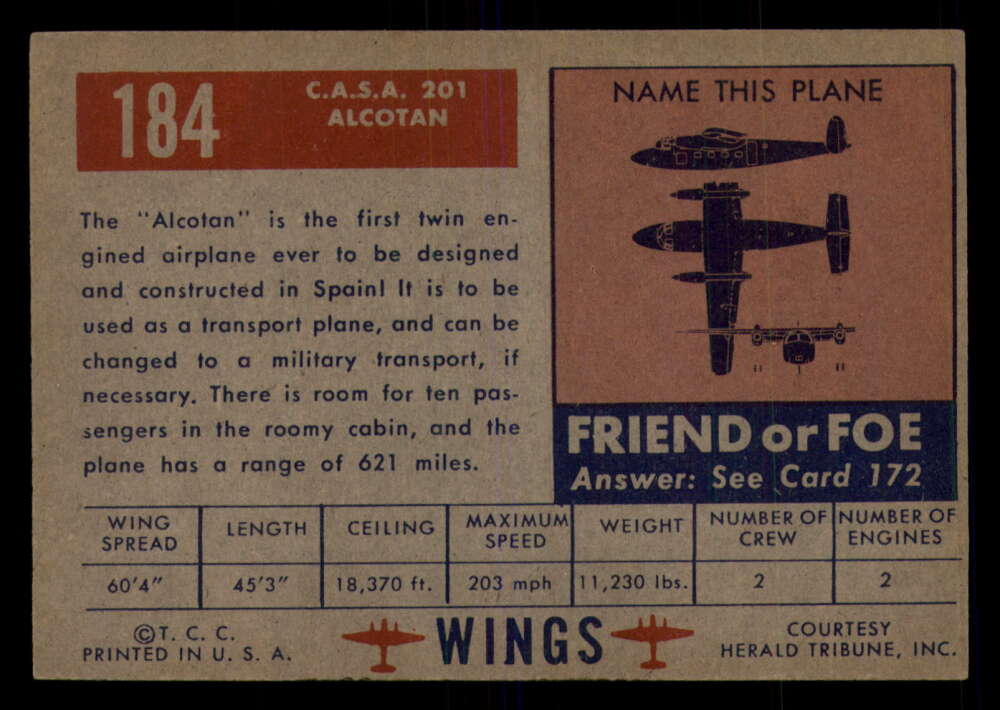 184
C.A.S.A. 201
ALCOTAN
The "Alcotan" is the first twin en-
gined airplane ever to be designed
and constructed in Spain! It is to be
used as a transport plane, and can be
changed to a military transport, if
necessary. There is room for ten pas-
sengers in the roomy cabin, and the
plane has a range of 621 miles.
NAME THIS PLANE
FRIEND or FOE
Answer: See Card 172
WING SPREAD LENGTH CEILING MAXIMUM SPEED WEIGHT NUMBER OF CREW NUMBER OF ENGINES
60'4" 45'3" 18,370 ft. 203 mph 11,230 lbs. 2 2
©T. C. C.
PRINTED IN U. S. A.
WINGS
COURTESY
HERALD TRIBUNE, INC.